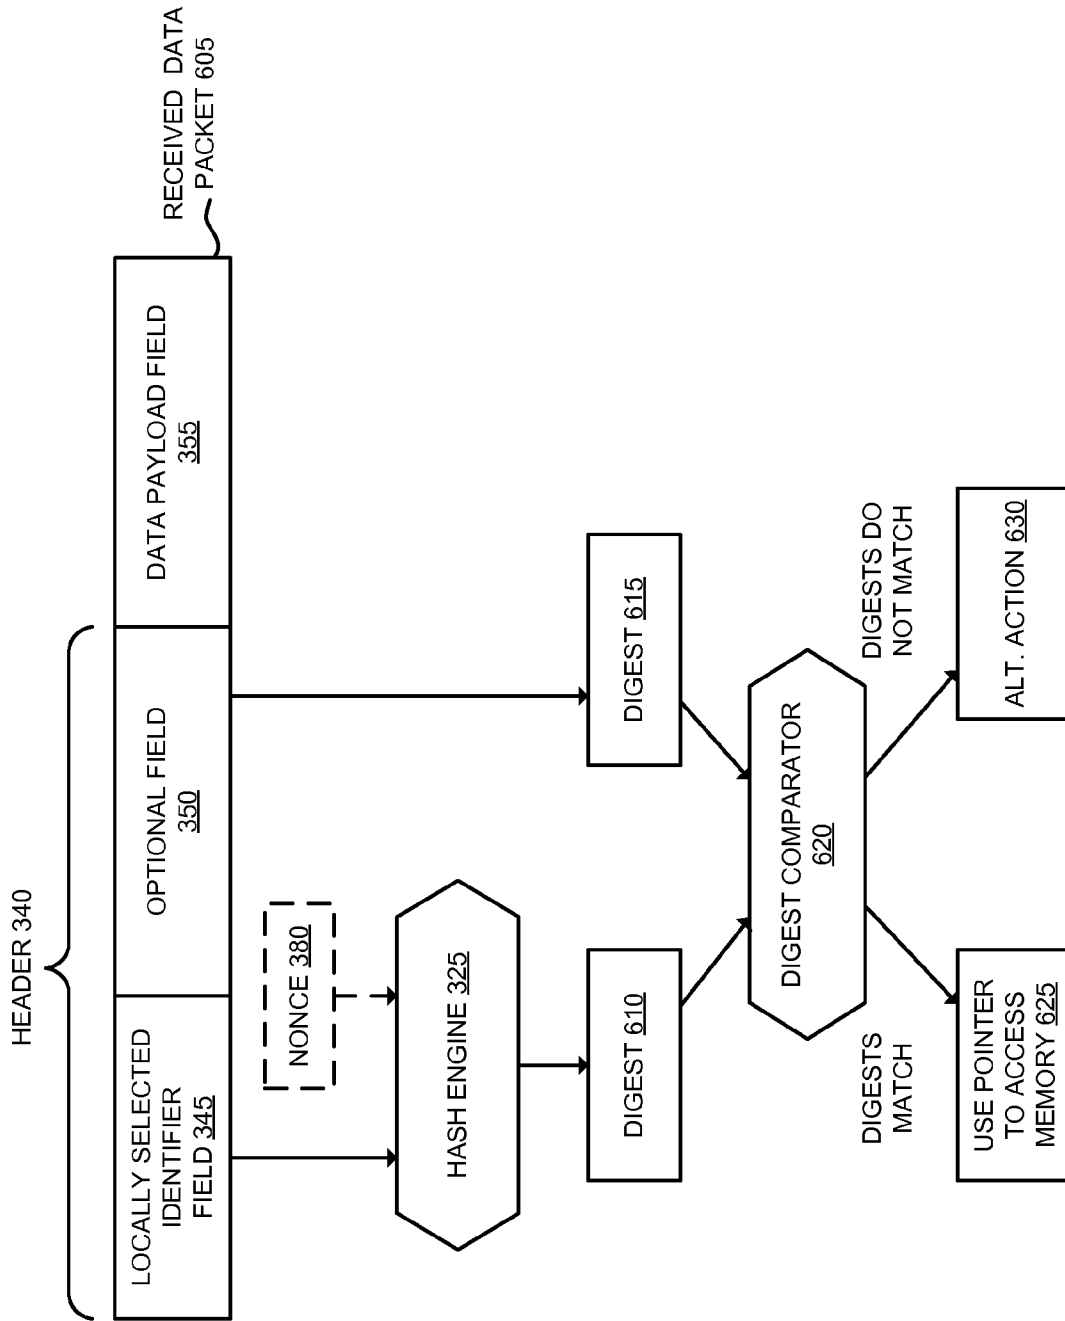 HEADER 340
RECEIVED DATA
PACKET 605
LOCALLY SELECTED
IDENTIFIER
FIELD 345
OPTIONAL FIELD
350
DATA PAYLOAD FIELD
355
NONCE 380
HASH ENGINE 325
DIGEST 610
DIGEST 615
DIGEST COMPARATOR
620
DIGESTS
MATCH
DIGESTS DO
NOT MATCH
USE POINTER
TO ACCESS
MEMORY 625
ALT. ACTION 630